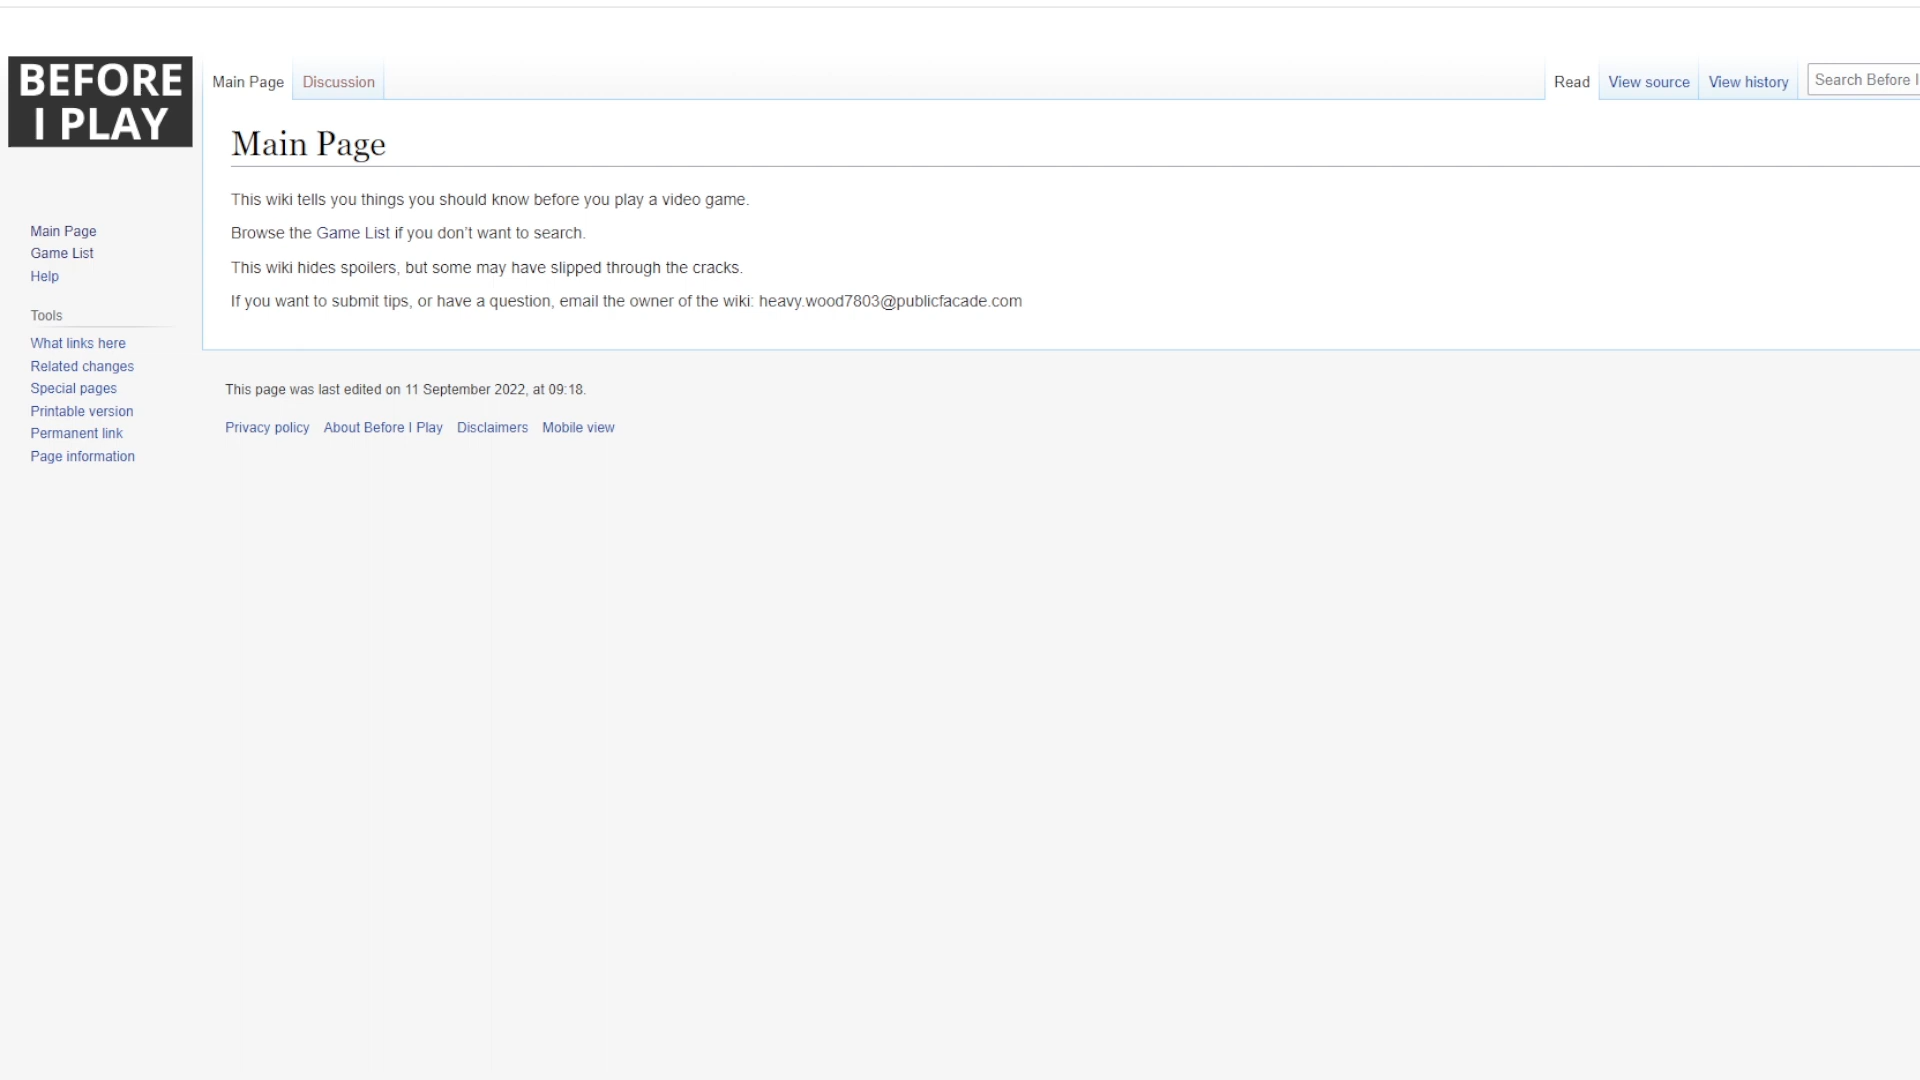 BEFORE
I PLAY
Main Page
Discussion
Read
View source
View history
Search Before I
Main Page
This wiki tells you things you should know before you play a video game.
Browse the Game List if you don’t want to search.
This wiki hides spoilers, but some may have slipped through the cracks.
If you want to submit tips, or have a question, email the owner of the wiki: heavy.wood7803@publicfacade.com
Main Page
Game List
Help
Tools
What links here
Related changes
Special pages
Printable version
Permanent link
Page information
This page was last edited on 11 September 2022, at 09:18.
Privacy policy
About Before I Play
Disclaimers
Mobile view